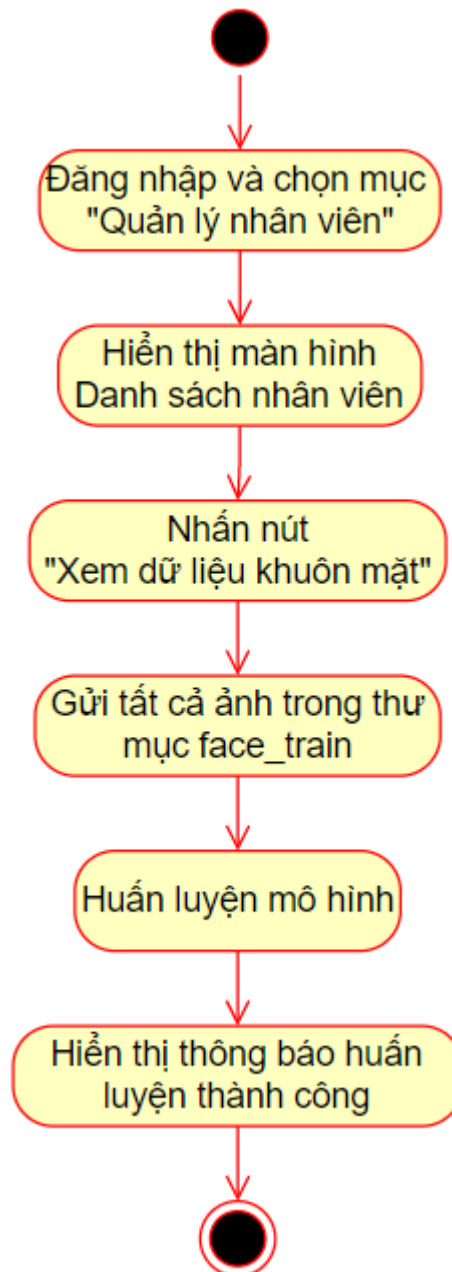 Đăng nhập và chọn mục
"Quản lý nhân viên"
Hiển thị màn hình
Danh sách nhân viên
Nhấn nút
"Xem dữ liệu khuôn mặt"
Gửi tất cả ảnh trong thư
mục face_train
Huấn luyện mô hình
Hiển thị thông báo huấn
luyện thành công